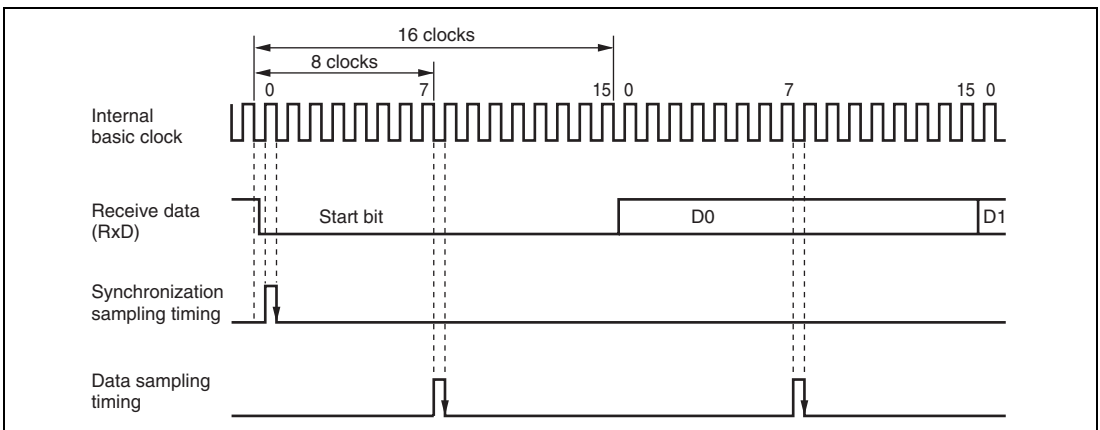 16 clocks
8 clocks
0 7 15 0 7 15 0
Internal
basic clock
Receive data
(RxD)
Start bit D0 D1
Synchronization
sampling timing
Data sampling
timing